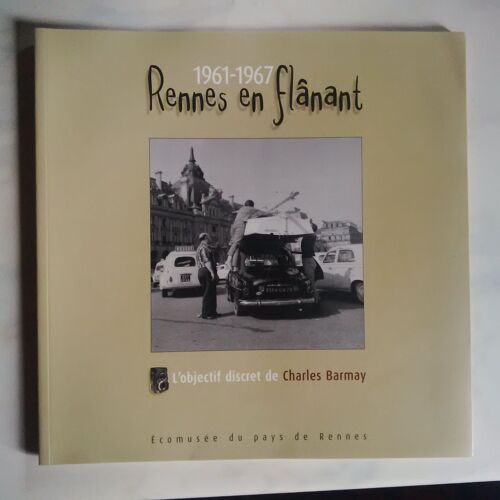 1961-1967
Rennes en flânant
L'objectif discret de Charles Barmay
Écomusée du pays de Rennes